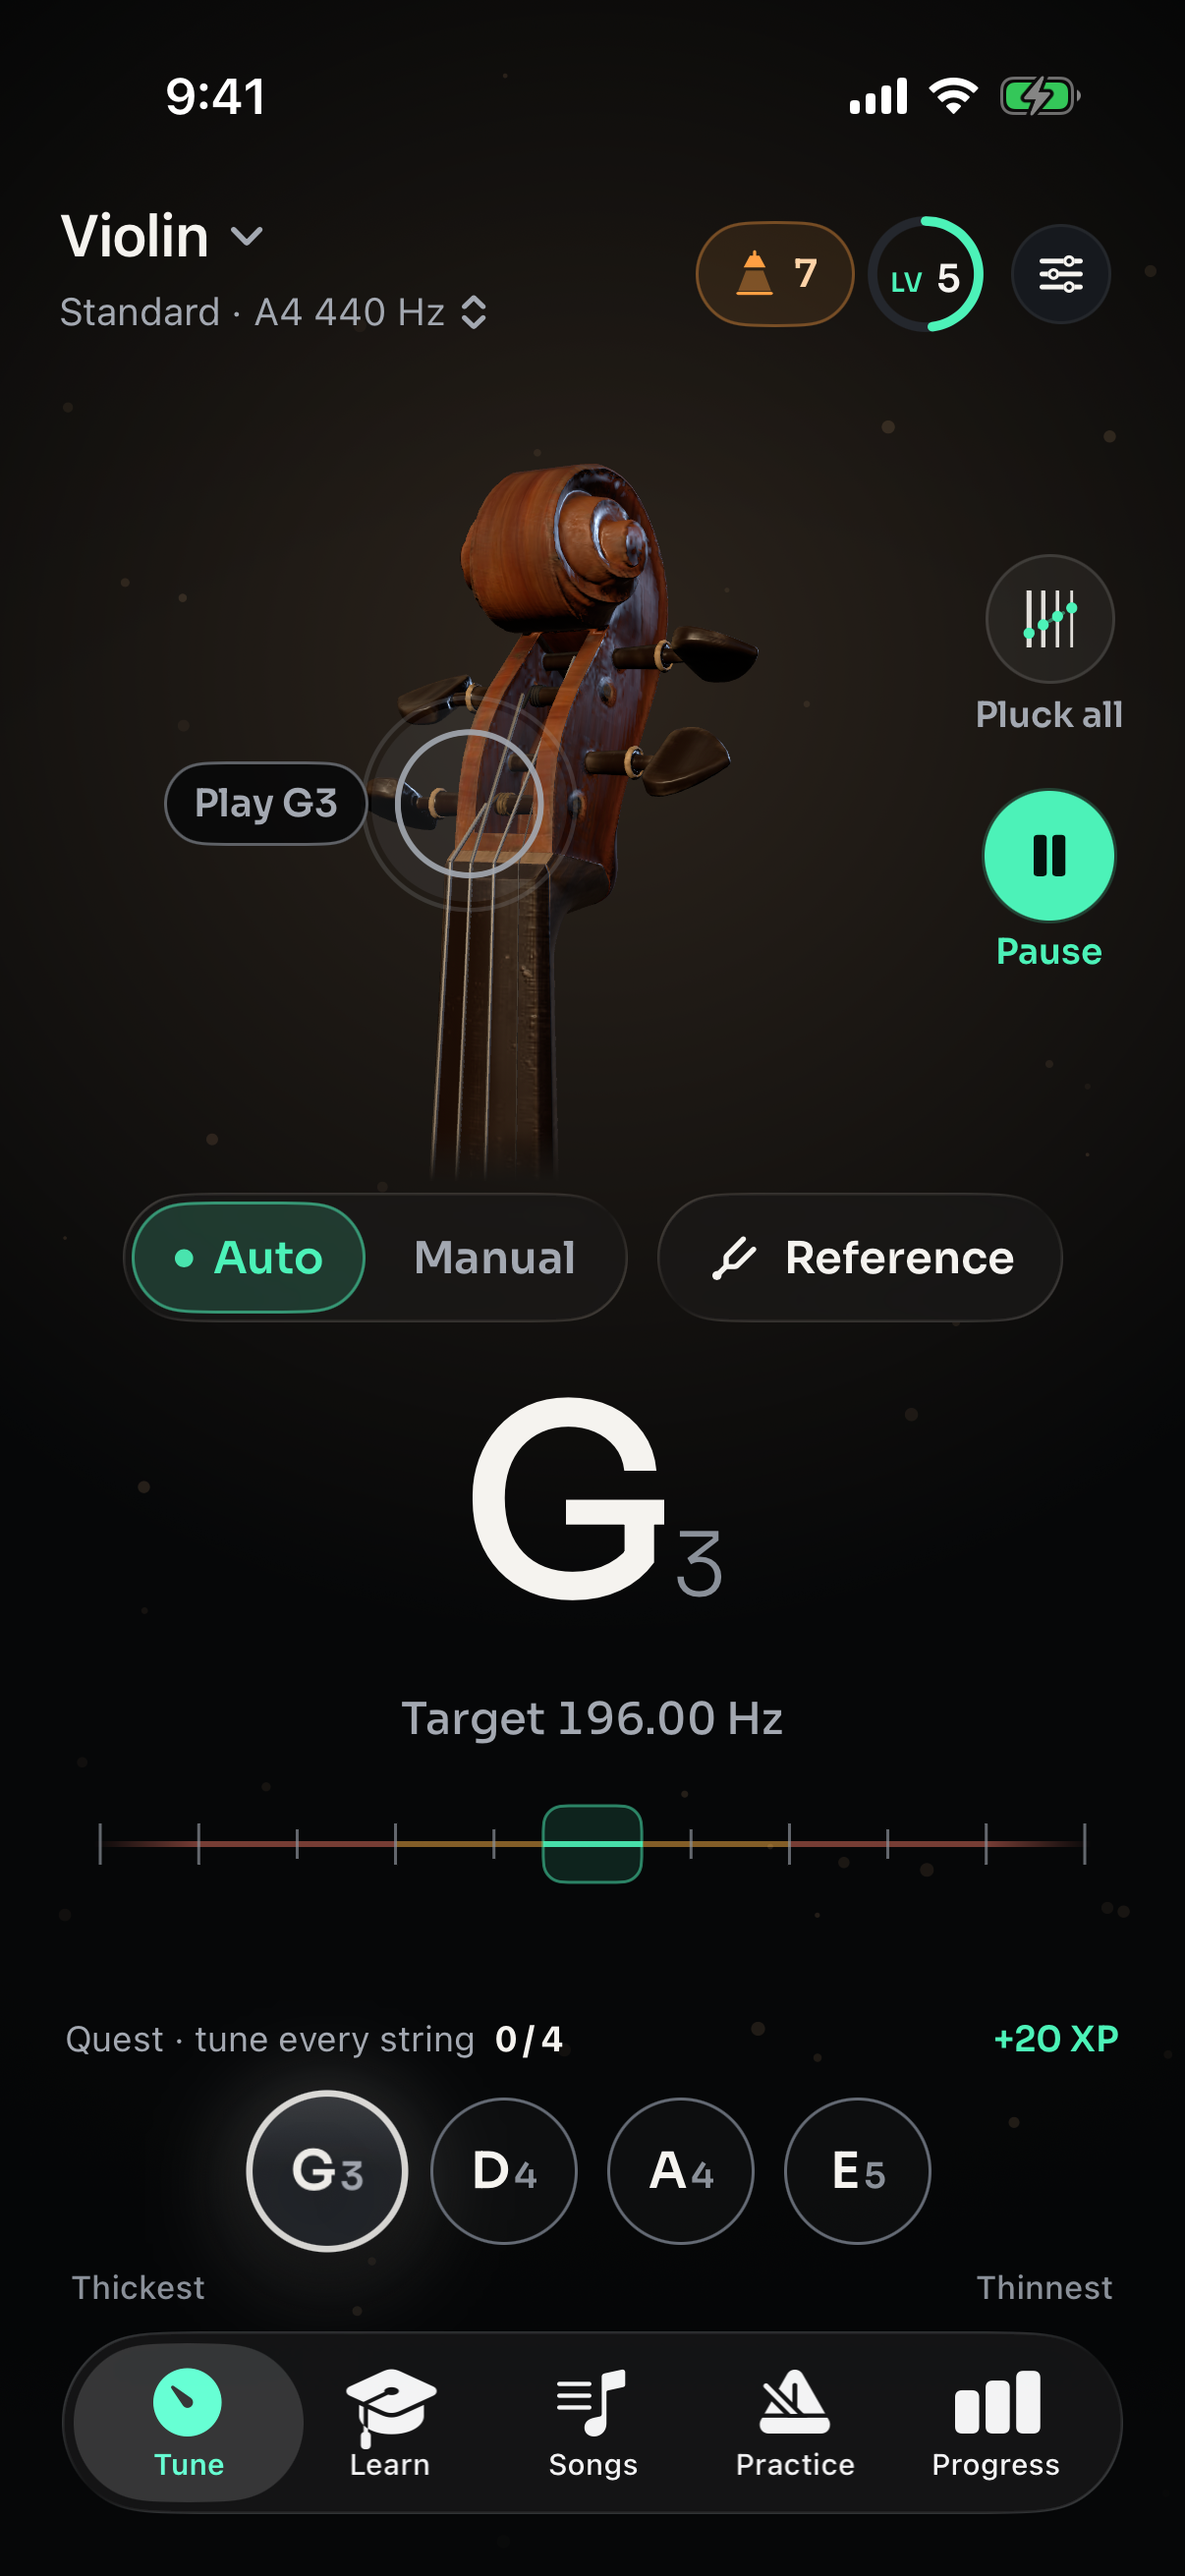 9:41
Violin
Standard · A4 440 Hz
7
LV 5
Pluck all
Play G3
Pause
Auto
Manual
Reference
G3
Target 196.00 Hz
Quest · tune every string 0/4
+20 XP
G3
D4
A4
E5
Thickest
Thinnest
Tune
Learn
Songs
Practice
Progress